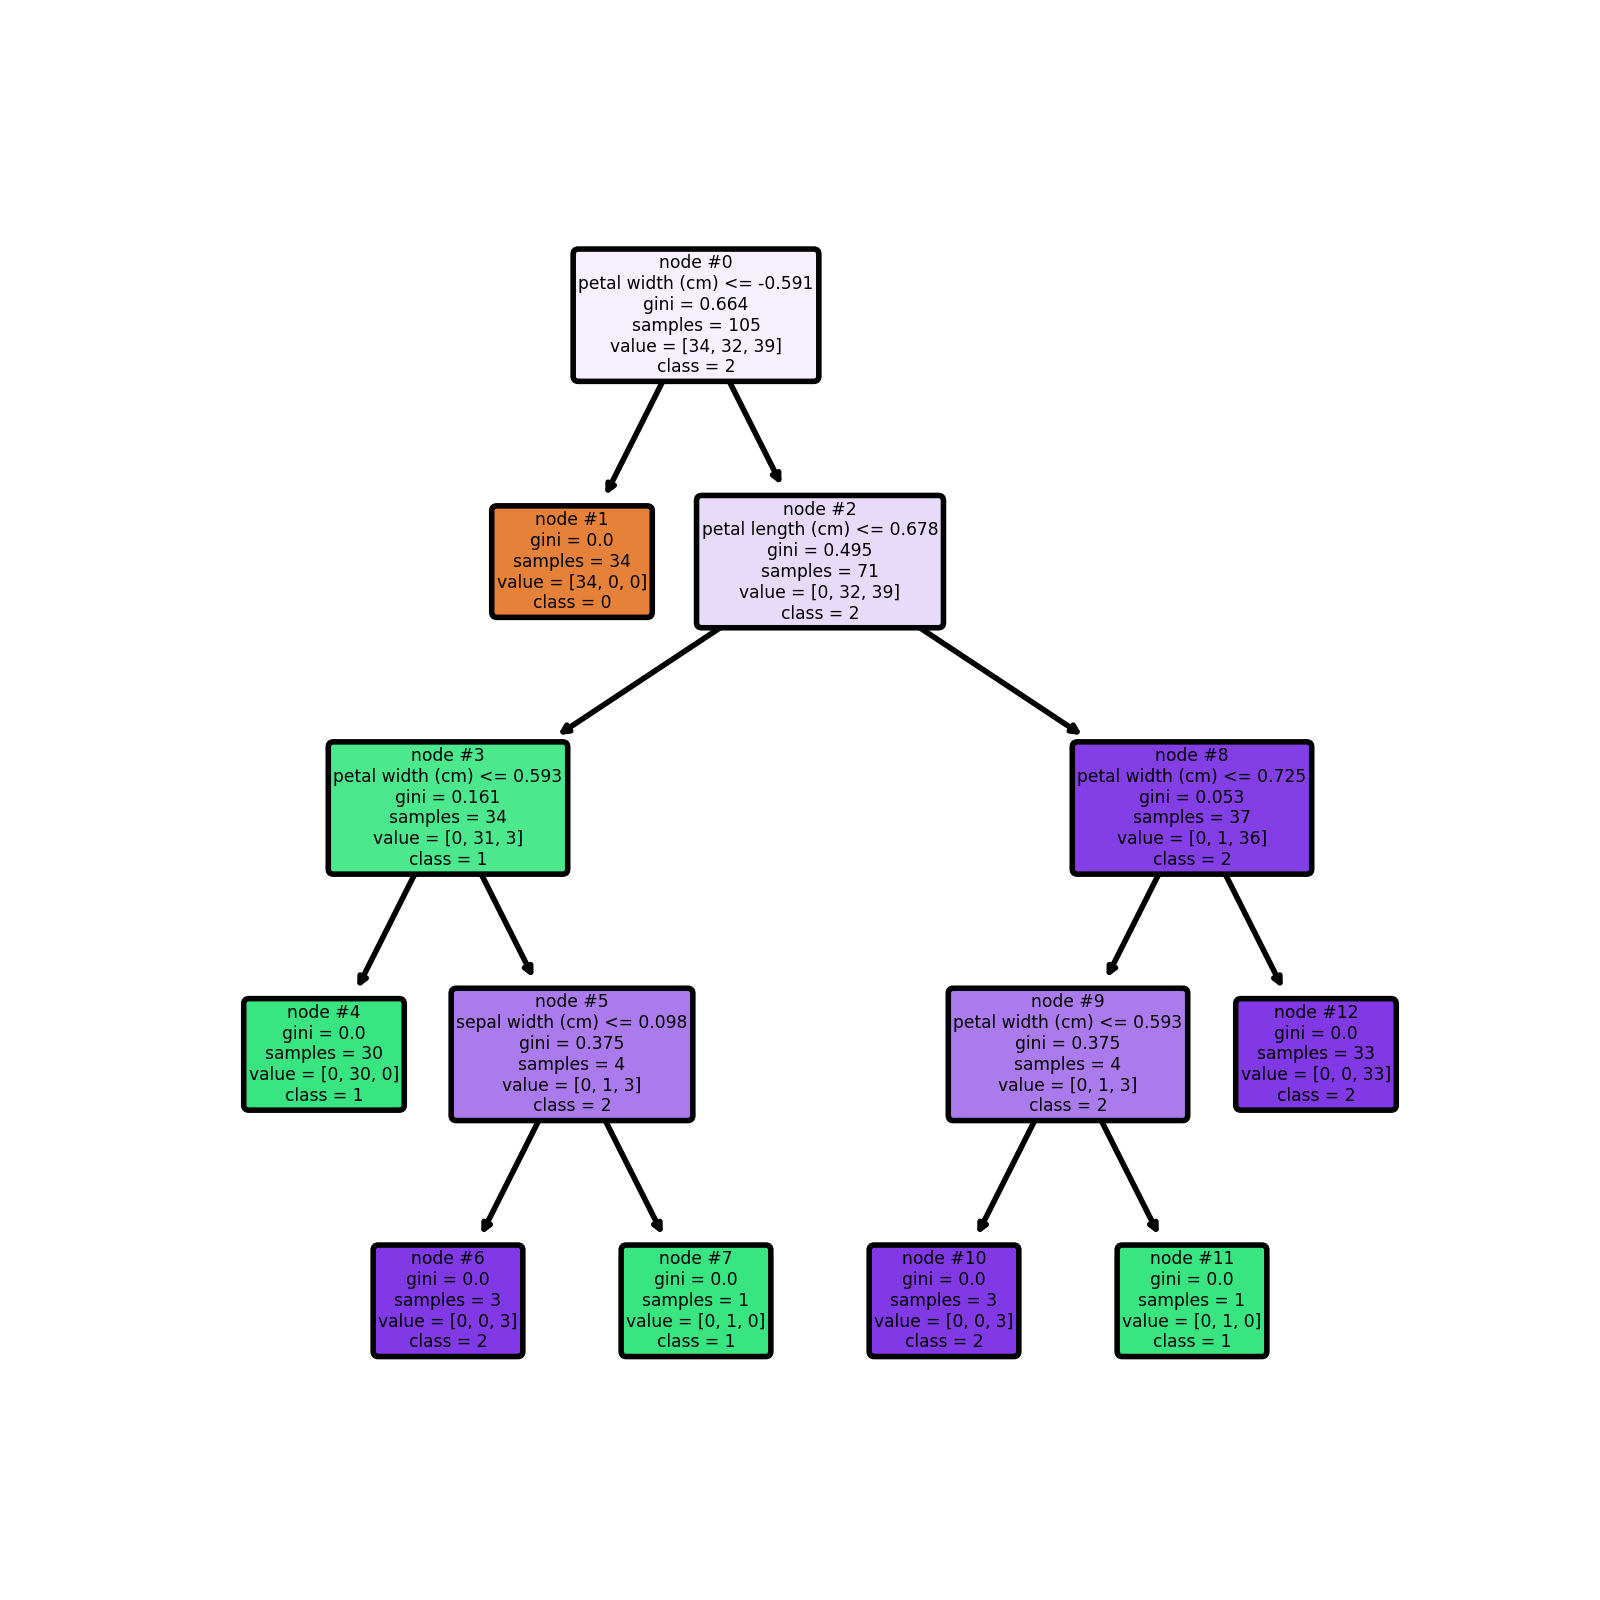 node #0
petal width (cm) <= -0.591
gini = 0.664
samples = 105
value = [34, 32, 39]
class = 2
node #1
gini = 0.0
samples = 34
value = [34, 0, 0]
class = 0
node #2
petal length (cm) <= 0.678
gini = 0.495
samples = 71
value = [0, 32, 39]
class = 2
node #3
petal width (cm) <= 0.593
gini = 0.161
samples = 34
value = [0, 31, 3]
class = 1
node #8
petal width (cm) <= 0.725
gini = 0.053
samples = 37
value = [0, 1, 36]
class = 2
node #4
gini = 0.0
samples = 30
value = [0, 30, 0]
class = 1
node #5
sepal width (cm) <= 0.098
gini = 0.375
samples = 4
value = [0, 1, 3]
class = 2
node #9
petal width (cm) <= 0.593
gini = 0.375
samples = 4
value = [0, 1, 3]
class = 2
node #12
gini = 0.0
samples = 33
value = [0, 0, 33]
class = 2
node #6
gini = 0.0
samples = 3
value = [0, 0, 3]
class = 2
node #7
gini = 0.0
samples = 1
value = [0, 1, 0]
class = 1
node #10
gini = 0.0
samples = 3
value = [0, 0, 3]
class = 2
node #11
gini = 0.0
samples = 1
value = [0, 1, 0]
class = 1